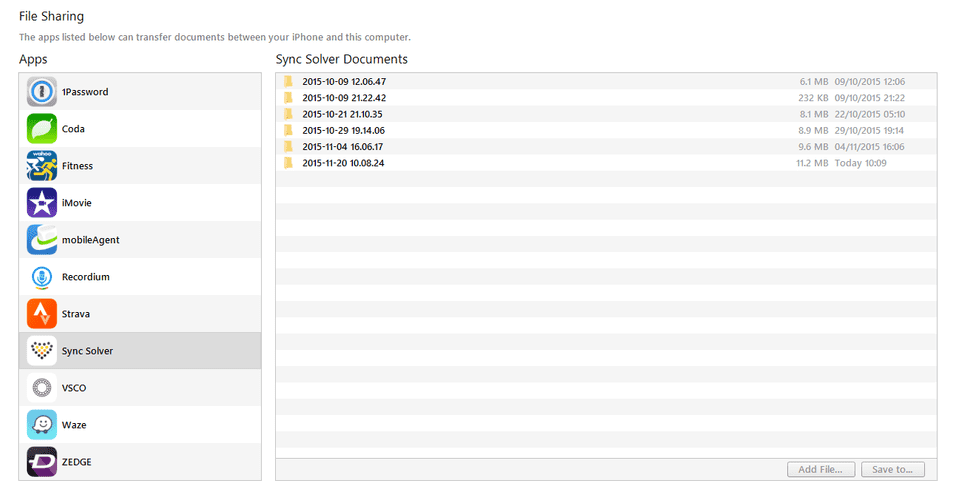 File Sharing
The apps listed below can transfer documents between your iPhone and this computer.
Apps
1Password
Coda
wahoo
Fitness
iMovie
mobileAgent
Recordium
Strava
Sync Solver
VSCO
Waze
ZEDGE
Sync Solver Documents
2015-10-09 12.06.47 6.1 MB 09/10/2015 12:06
2015-10-09 21.22.42 232 KB 09/10/2015 21:22
2015-10-21 21.10.35 8.1 MB 22/10/2015 05:10
2015-10-29 19.14.06 8.9 MB 29/10/2015 19:14
2015-11-04 16.06.17 9.6 MB 04/11/2015 16:06
2015-11-20 10.08.24 11.2 MB Today 10:09
Add File... Save to...